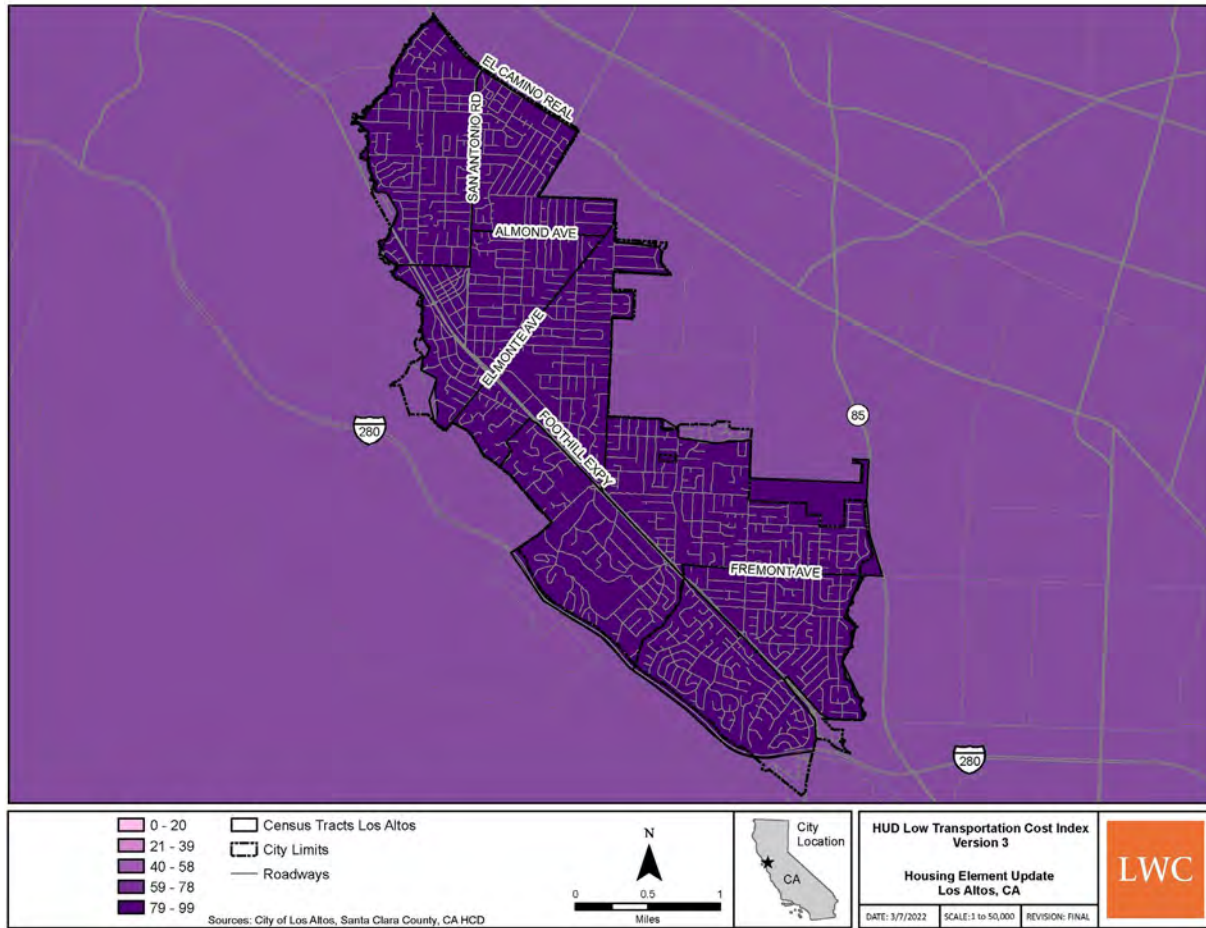 EL CAMINO REAL
SAN ANTONIO RD
ALMOND AVE
EL MONTE AVE
280
FOOTHILL EXPY
85
FREMONT AVE
280
0 - 20
21 - 39
40 - 58
59 - 78
79 - 99
Census Tracts Los Altos
City Limits
Roadways
Sources: City of Los Altos, Santa Clara County, CA HCD
N
0 0.5 1
Miles
City
Location
CA
HUD Low Transportation Cost Index
Version 3
Housing Element Update
Los Altos, CA
DATE: 3/7/2022 SCALE: 1 to 50,000 REVISION: FINAL
LWC